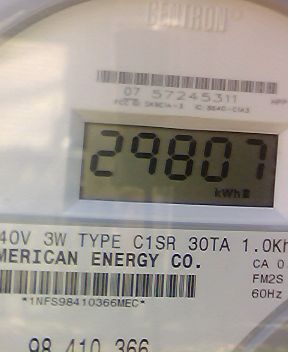 CENTRON®
07 57245311
29807
kWh
40V 3W TYPE C1SR 30TA 1.0Kh
MERICAN ENERGY CO.
CA 0
FM2S
60Hz
*1NFS98410366MEC*
98 410 366